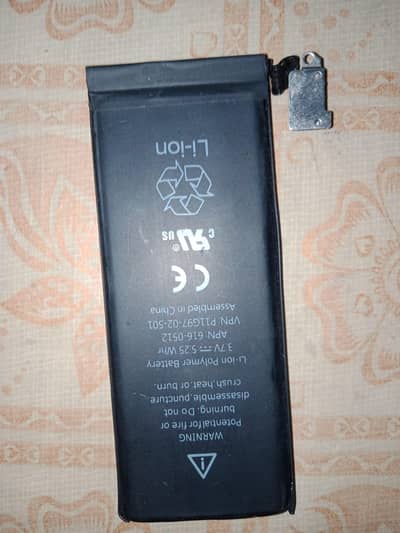 WARNING
Potential for fire or
burning. Do not
disassemble, puncture,
crush, heat or burn.
Li-ion Polymer Battery
3.7V ⎓ 5.25 Whr
APN: 616-0512
VPN: P11G97-02-S01
Assembled in China
CE
c RU ® US
Li-ion